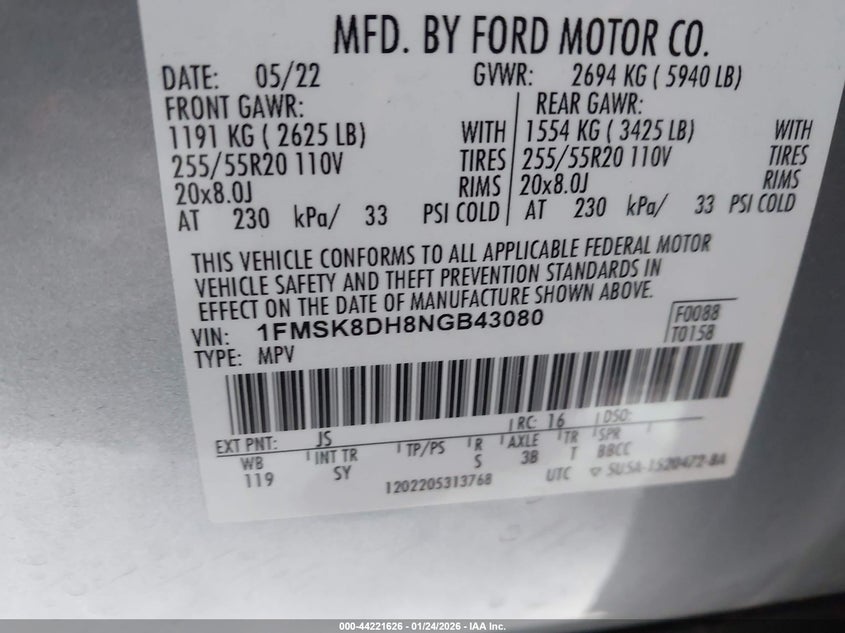 MFD. BY FORD MOTOR CO.
DATE: 05/22 GVWR: 2694 KG ( 5940 LB)
FRONT GAWR: REAR GAWR:
1191 KG ( 2625 LB) WITH 1554 KG ( 3425 LB) WITH
255/55R20 110V TIRES 255/55R20 110V TIRES
20x8.0J RIMS 20x8.0J RIMS
AT 230 kPa/ 33 PSI COLD AT 230 kPa/ 33 PSI COLD
THIS VEHICLE CONFORMS TO ALL APPLICABLE FEDERAL MOTOR
VEHICLE SAFETY AND THEFT PREVENTION STANDARDS IN
EFFECT ON THE DATE OF MANUFACTURE SHOWN ABOVE.
VIN: 1FMSK8DH8NGB43080 F0088
TYPE: MPV T0158
EXT PNT: JS RC: 16 DSO:
WB INT TR TP/PS R AXLE TR SPR
119 SY S 3B T BBCC
1202205313768 UTC SU5A-1520472-BA
000-44221626 - 01/24/2026 - IAA Inc.